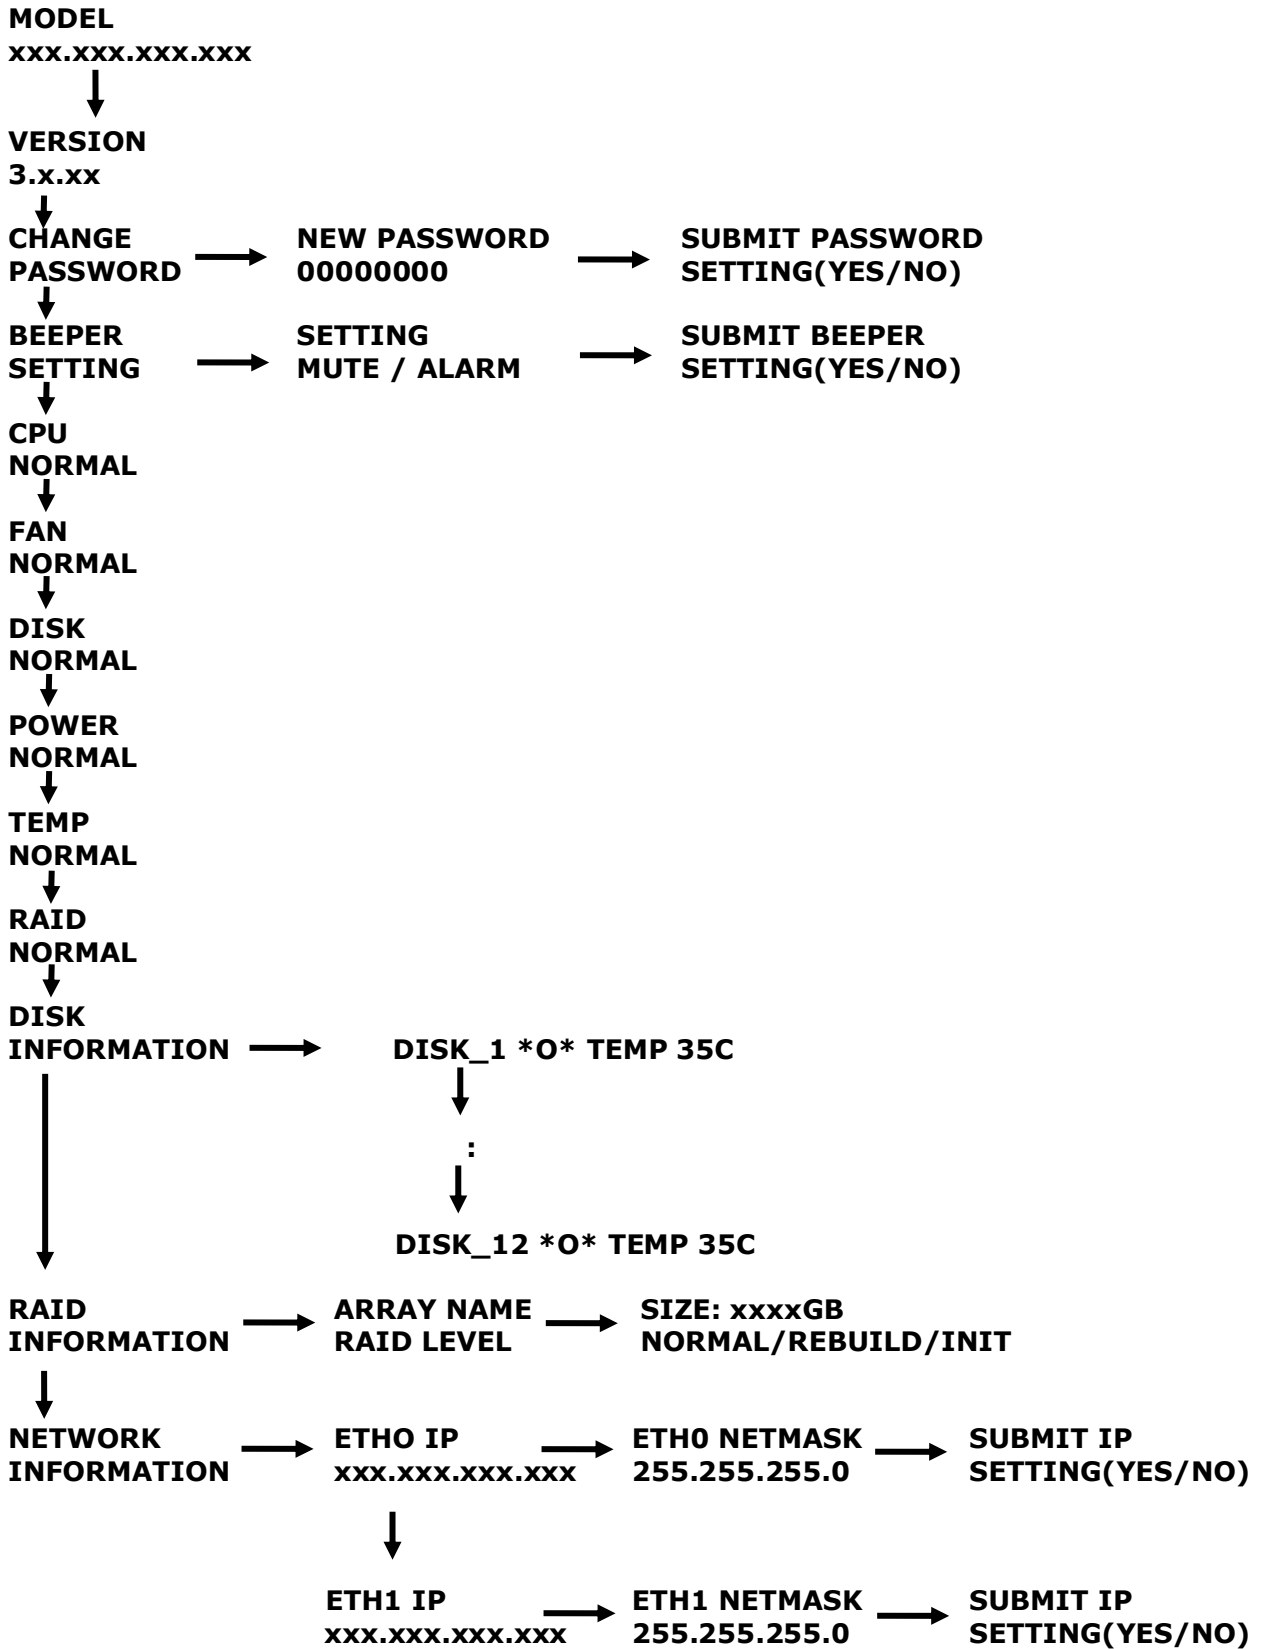 MODEL
xxx.xxx.xxx.xxx
VERSION
3.x.xx
CHANGE
PASSWORD
NEW PASSWORD
00000000
SUBMIT PASSWORD
SETTING(YES/NO)
BEEPER
SETTING
SETTING
MUTE / ALARM
SUBMIT BEEPER
SETTING(YES/NO)
CPU
NORMAL
FAN
NORMAL
DISK
NORMAL
POWER
NORMAL
TEMP
NORMAL
RAID
NORMAL
DISK
INFORMATION
DISK_1 *O* TEMP 35C
:
DISK_12 *O* TEMP 35C
RAID
INFORMATION
ARRAY NAME
RAID LEVEL
SIZE: xxxxGB
NORMAL/REBUILD/INIT
NETWORK
INFORMATION
ETHO IP
xxx.xxx.xxx.xxx
ETH0 NETMASK
255.255.255.0
SUBMIT IP
SETTING(YES/NO)
ETH1 IP
xxx.xxx.xxx.xxx
ETH1 NETMASK
255.255.255.0
SUBMIT IP
SETTING(YES/NO)